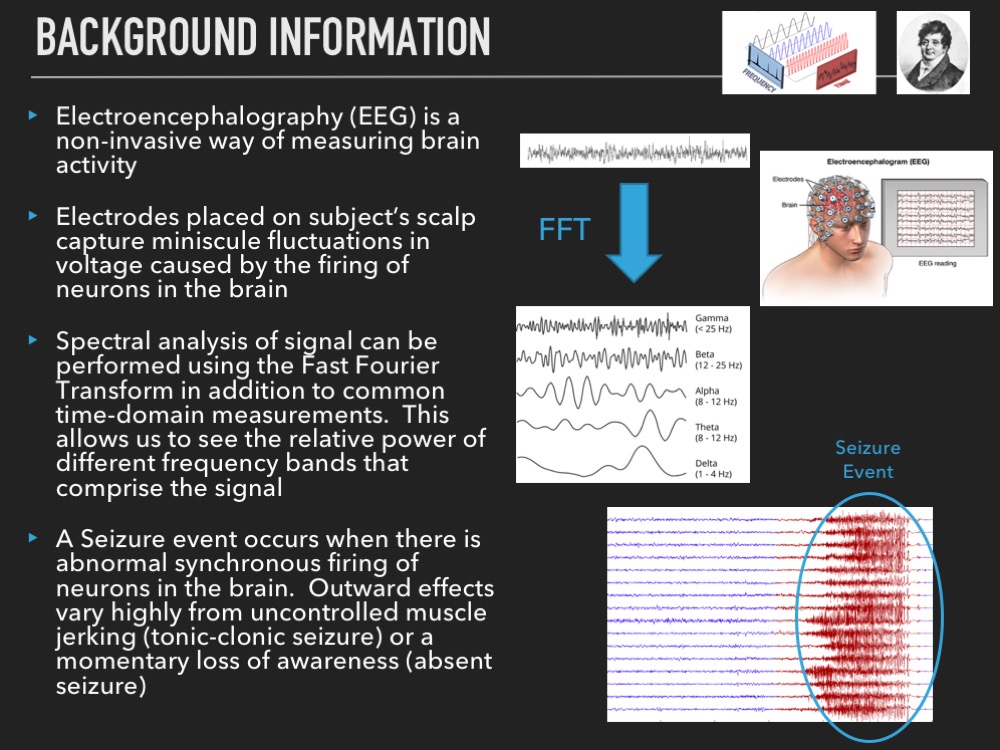 BACKGROUND INFORMATION
FREQUENCY
TIME
Electroencephalography (EEG) is a
non-invasive way of measuring brain
activity
Electrodes placed on subject's scalp
capture miniscule fluctuations in
voltage caused by the firing of
neurons in the brain
Spectral analysis of signal can be
performed using the Fast Fourier
Transform in addition to common
time-domain measurements. This
allows us to see the relative power of
different frequency bands that
comprise the signal
A Seizure event occurs when there is
abnormal synchronous firing of
neurons in the brain. Outward effects
vary highly from uncontrolled muscle
jerking (tonic-clonic seizure) or a
momentary loss of awareness (absent
seizure)
FFT
Electroencephalogram (EEG)
Electrodes
Brain
EEG reading
Gamma
(< 25 Hz)
Beta
(12 - 25 Hz)
Alpha
(8 - 12 Hz)
Theta
(8 - 12 Hz)
Delta
(1 - 4 Hz)
Seizure
Event